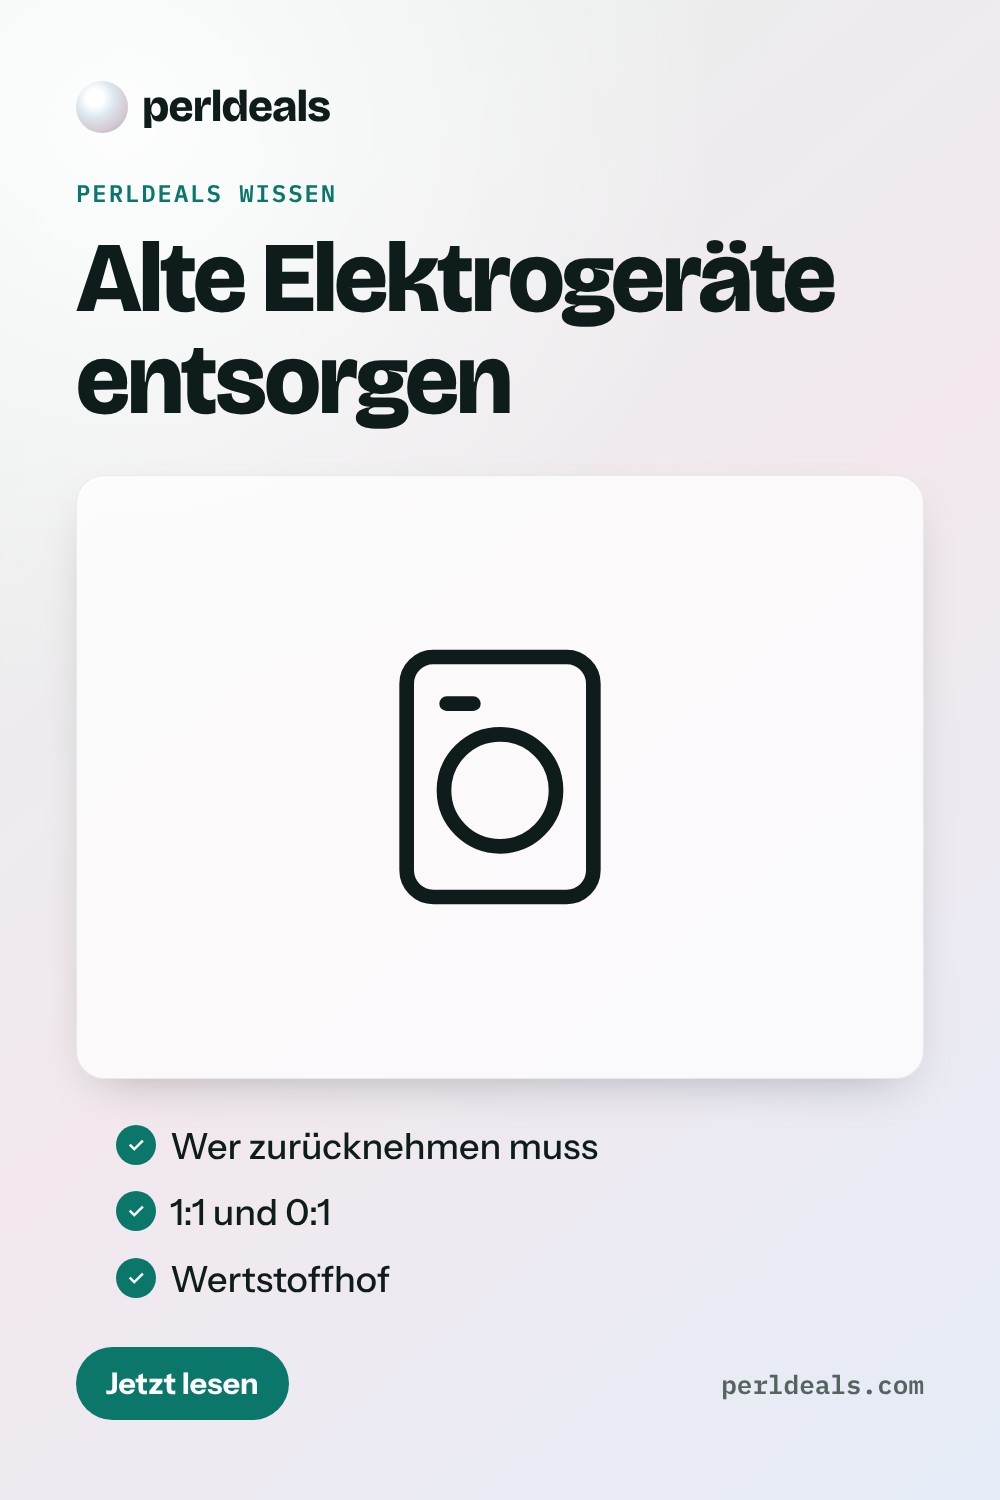 perldeals
PERLDEALS WISSEN
Alte Elektrogeräte
entsorgen
Wer zurücknehmen muss
1:1 und 0:1
Wertstoffhof
Jetzt lesen
perldeals.com